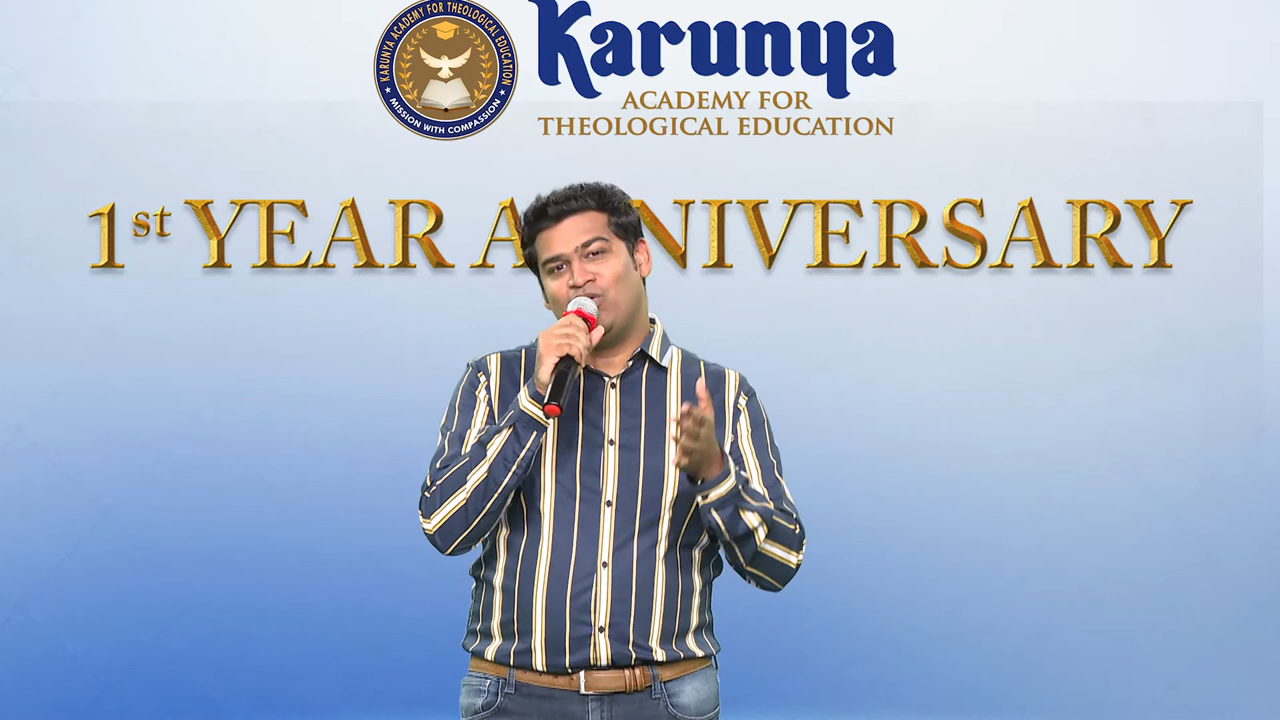 KARUNYA ACADEMY FOR THEOLOGICAL EDUCATION
★ MISSION WITH COMPASSION ★
Karunya
ACADEMY FOR
THEOLOGICAL EDUCATION
1st YEAR ANNIVERSARY